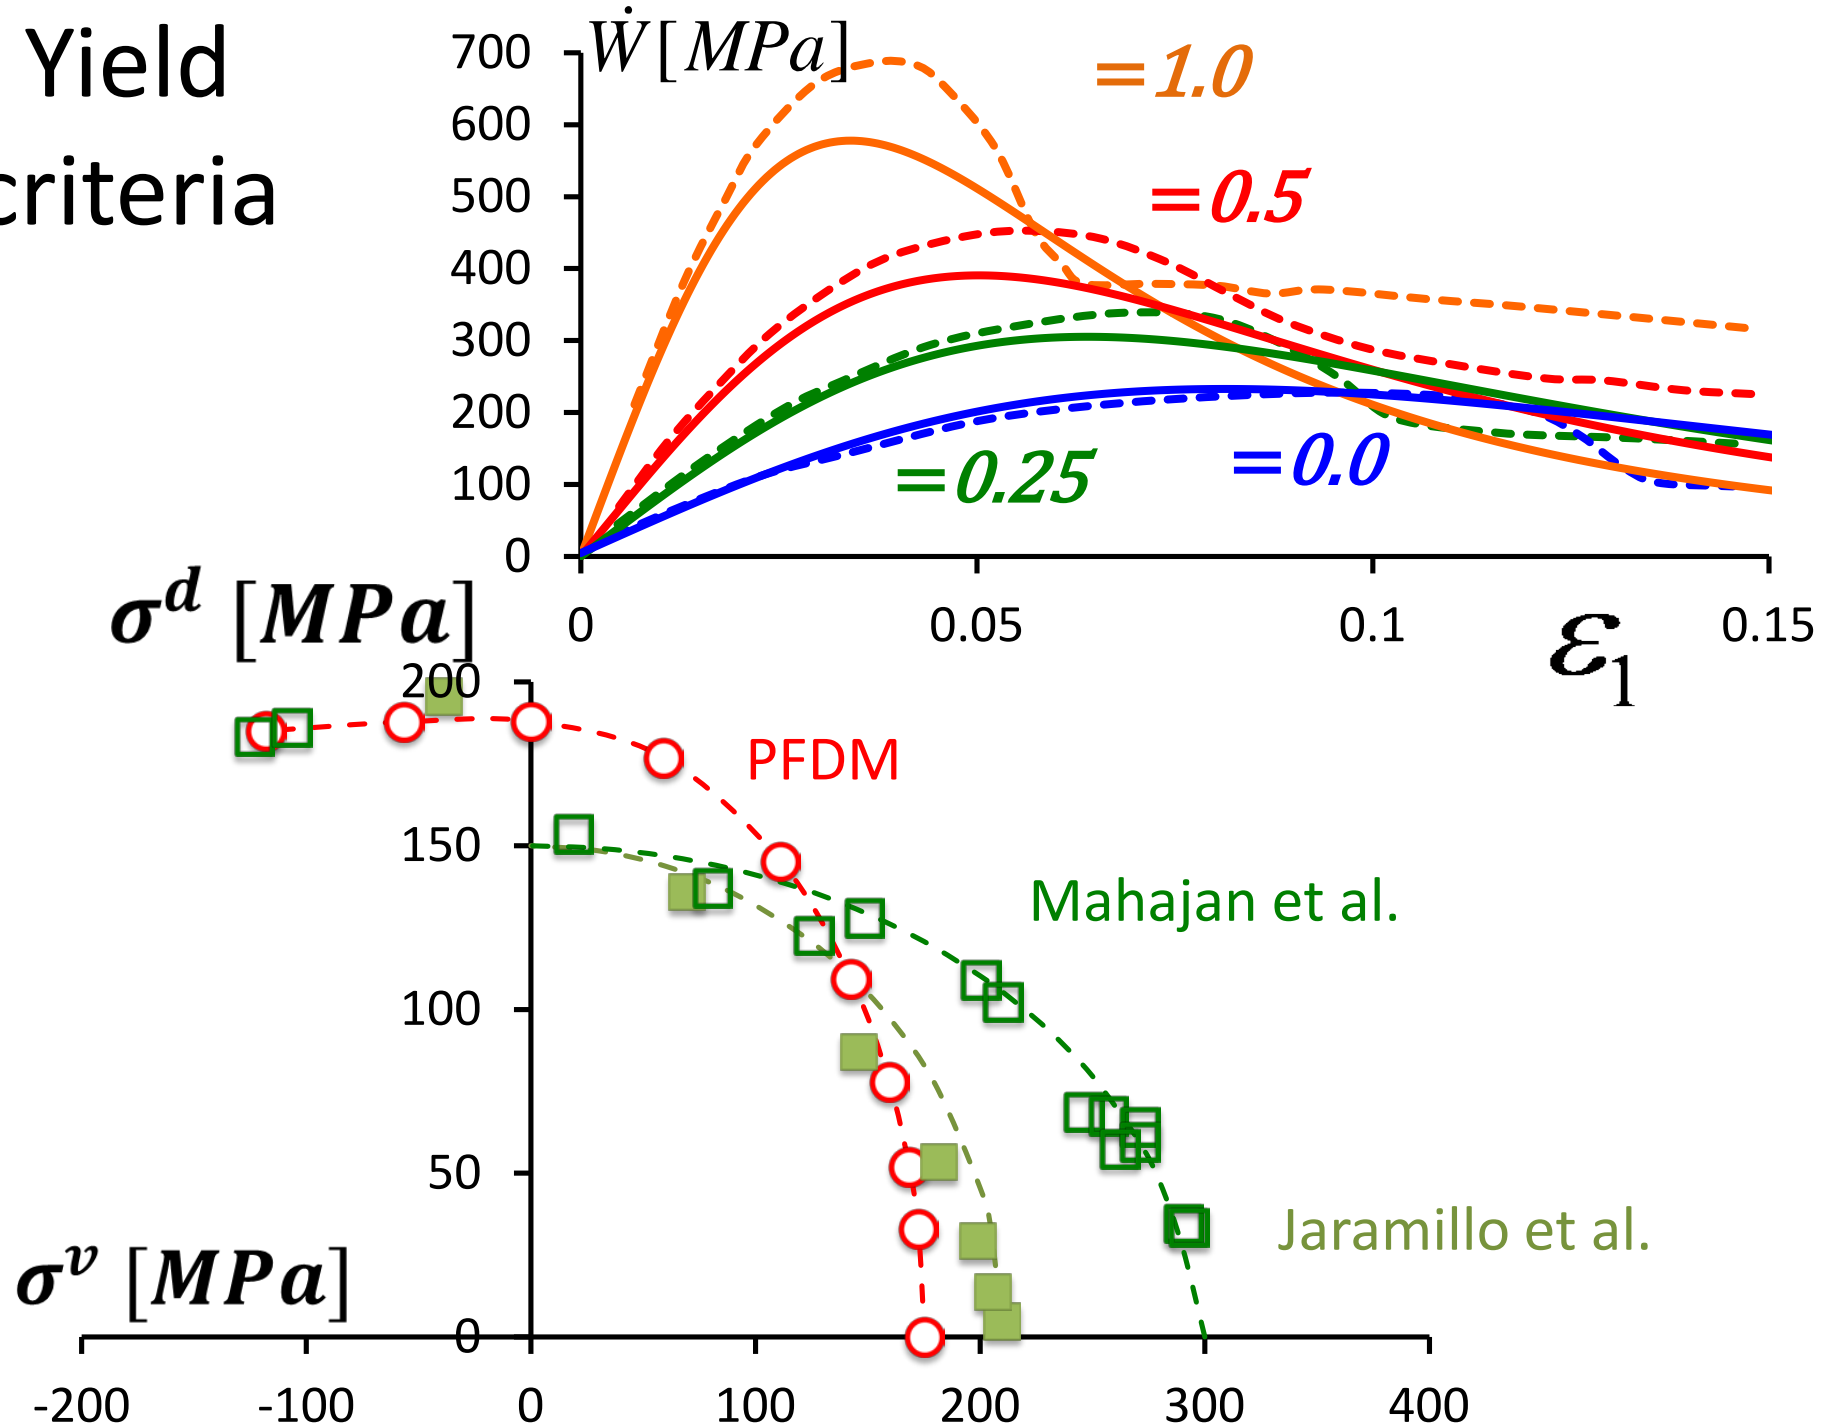 Yield
criteria
Ẇ [MPa]
700
600
500
400
300
200
100
0
=1.0
=0.5
=0.25
=0.0
0 0.05 0.1 0.15
ε₁
σᵈ [MPa]
200
150
100
50
0
PFDM
Mahajan et al.
Jaramillo et al.
σᵛ [MPa]
-200 -100 0 100 200 300 400